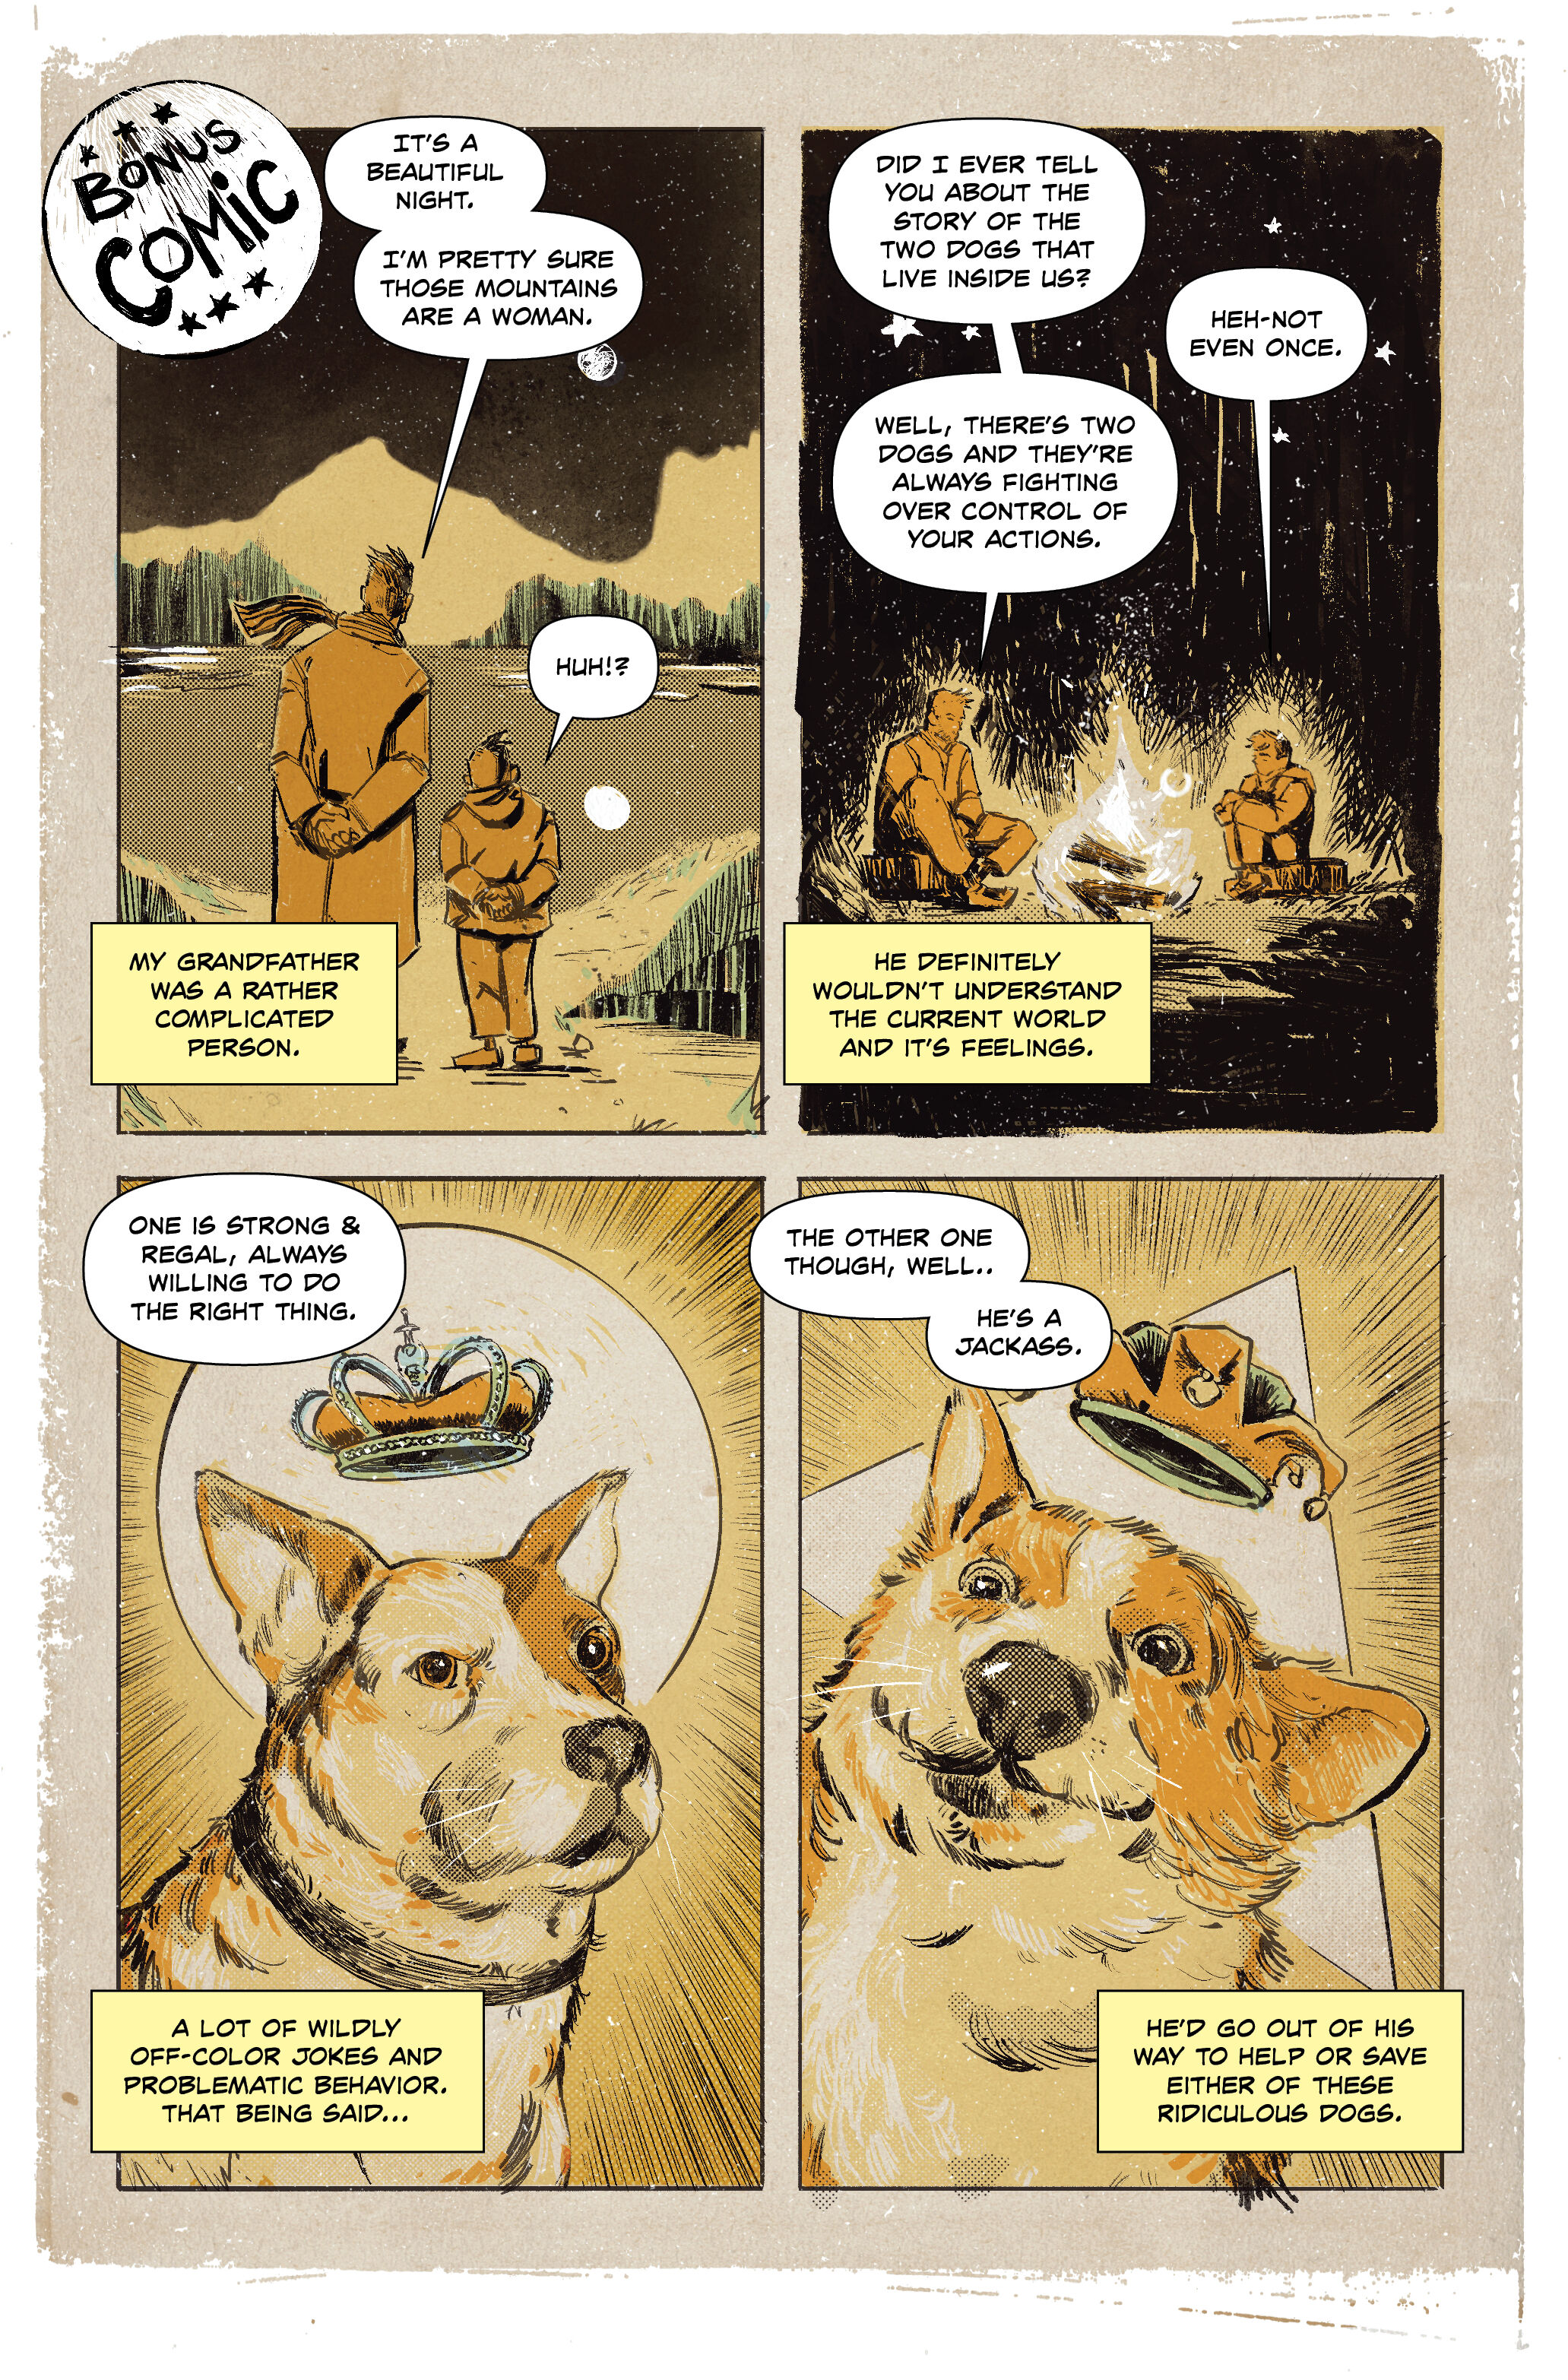 BONUS
COMIC
IT'S A
BEAUTIFUL
NIGHT.
I'M PRETTY SURE
THOSE MOUNTAINS
ARE A WOMAN.
HUH!?
MY GRANDFATHER
WAS A RATHER
COMPLICATED
PERSON.
DID I EVER TELL
YOU ABOUT THE
STORY OF THE
TWO DOGS THAT
LIVE INSIDE US?
HEH-NOT
EVEN ONCE.
WELL, THERE'S TWO
DOGS AND THEY'RE
ALWAYS FIGHTING
OVER CONTROL OF
YOUR ACTIONS.
HE DEFINITELY
WOULDN'T UNDERSTAND
THE CURRENT WORLD
AND IT'S FEELINGS.
ONE IS STRONG &
REGAL, ALWAYS
WILLING TO DO
THE RIGHT THING.
A LOT OF WILDLY
OFF-COLOR JOKES AND
PROBLEMATIC BEHAVIOR.
THAT BEING SAID...
THE OTHER ONE
THOUGH, WELL..
HE'S A
JACKASS.
HE'D GO OUT OF HIS
WAY TO HELP OR SAVE
EITHER OF THESE
RIDICULOUS DOGS.